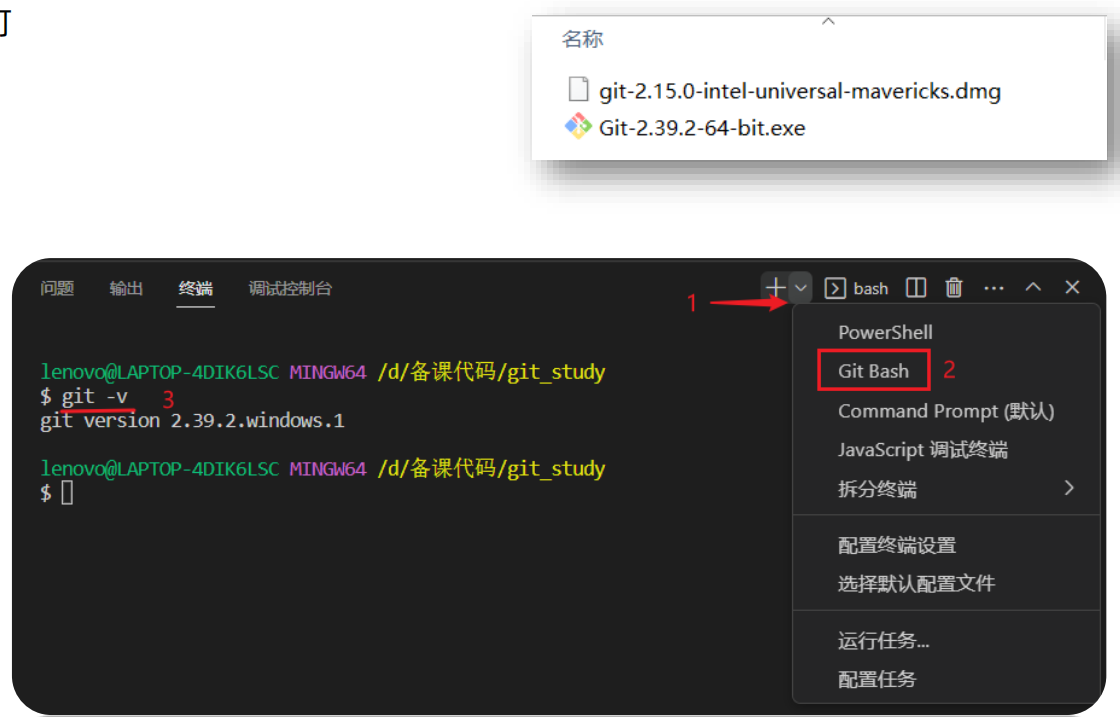 名称
git-2.15.0-intel-universal-mavericks.dmg
Git-2.39.2-64-bit.exe
问题 输出 终端 调试控制台
1
bash
PowerShell
Git Bash 2
Command Prompt (默认)
JavaScript 调试终端
拆分终端
配置终端设置
选择默认配置文件
运行任务...
配置任务
lenovo@LAPTOP-4DIK6LSC MINGW64 /d/备课代码/git_study
$ git -v 3
git version 2.39.2.windows.1
lenovo@LAPTOP-4DIK6LSC MINGW64 /d/备课代码/git_study
$